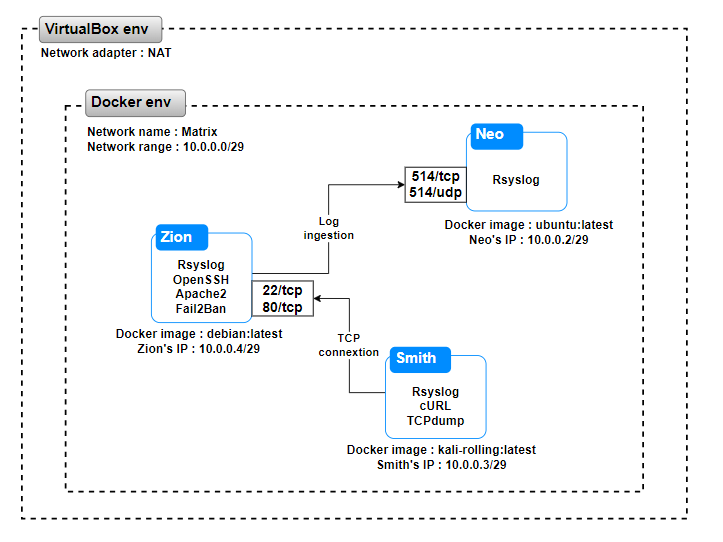 VirtualBox env
Network adapter : NAT
Docker env
Network name : Matrix
Network range : 10.0.0.0/29
Neo
514/tcp
514/udp
Rsyslog
Docker image : ubuntu:latest
Neo's IP : 10.0.0.2/29
Log
ingestion
Zion
Rsyslog
OpenSSH
Apache2
Fail2Ban
22/tcp
80/tcp
Docker image : debian:latest
Zion's IP : 10.0.0.4/29
TCP
connextion
Smith
Rsyslog
cURL
TCPdump
Docker image : kali-rolling:latest
Smith's IP : 10.0.0.3/29